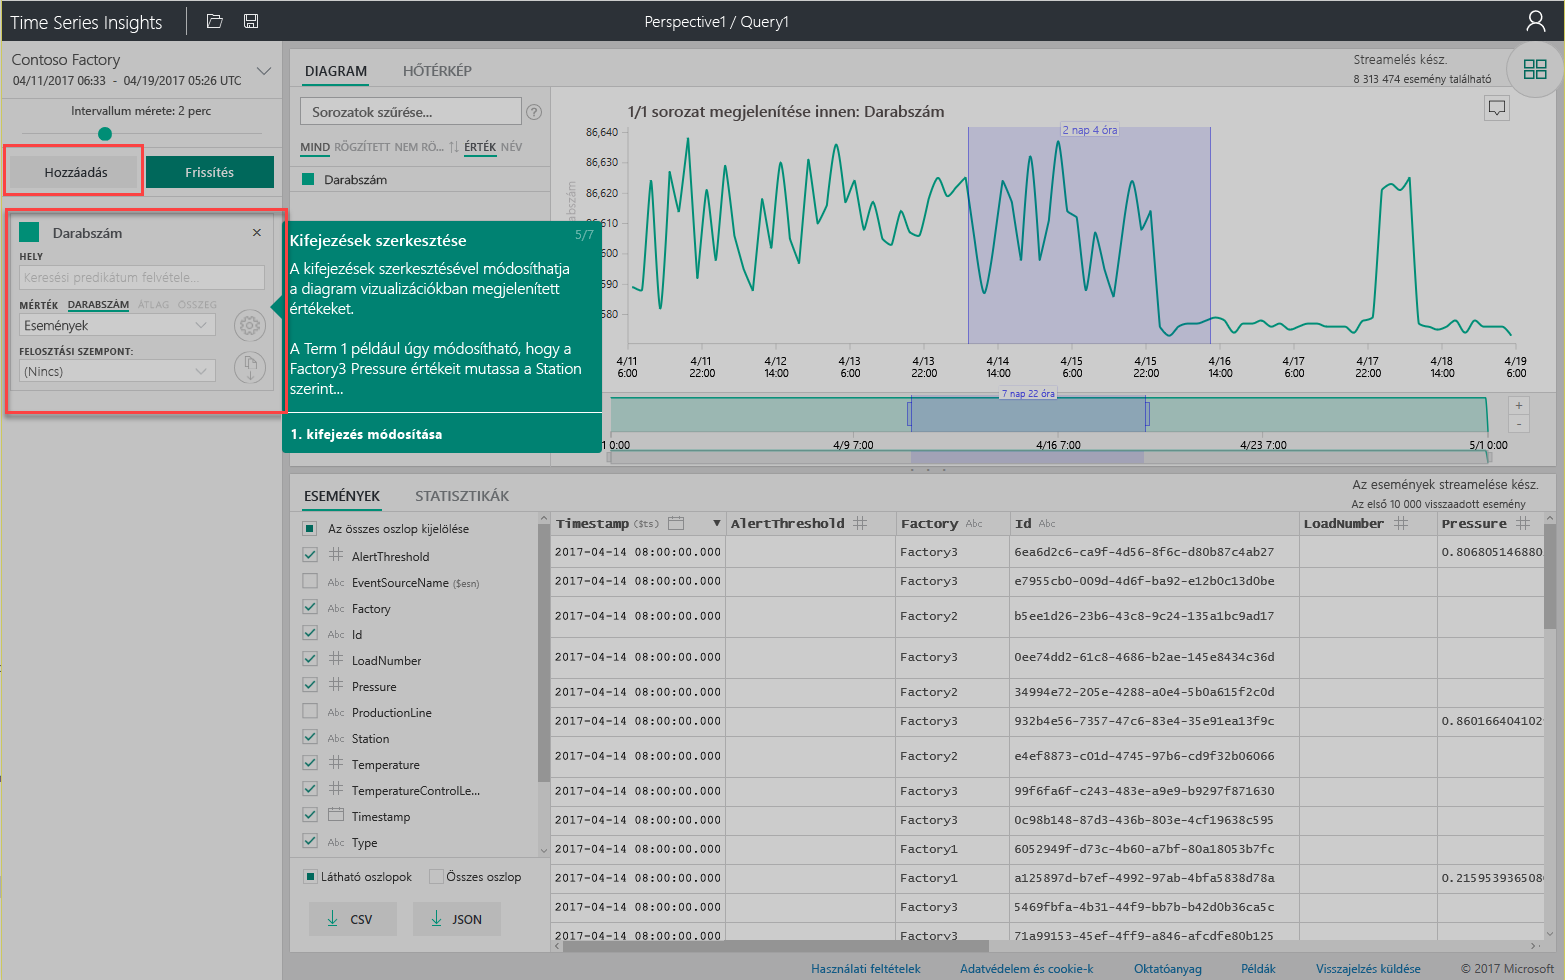 Time Series Insights
Perspective1 / Query1
Contoso Factory
04/11/2017 06:33 - 04/19/2017 05:26 UTC
Intervallum mérete: 2 perc
Hozzáadás
Frissítés
Darabszám
×
HELY
Keresési predikátum felvétele...
MÉRTÉK DARABSZÁM ÁTLAG ÖSSZEG
Események
FELOSZTÁSI SZEMPONT:
(Nincs)
DIAGRAM
HŐTÉRKÉP
Streamelés kész.
8 313 474 esemény található
Sorozatok szűrése...
?
MIND RÖGZÍTETT NEM RÖ... ÉRTÉK NÉV
Darabszám
1/1 sorozat megjelenítése innen: Darabszám
2 nap 4 óra
86,640
86,630
86,620
86,610
600
590
580
4/11 6:00
4/11 22:00
4/12 14:00
4/13 6:00
4/13 22:00
4/14 14:00
4/15 6:00
4/15 22:00
4/16 14:00
4/17 6:00
4/17 22:00
4/18 14:00
4/19 6:00
7 nap 22 óra
+
-
1 0:00
4/9 7:00
4/16 7:00
4/23 7:00
5/1 0:00
Kifejezések szerkesztése
5/7
A kifejezések szerkesztésével módosíthatja
a diagram vizualizációkban megjelenített
értékeket.
A Term 1 például úgy módosítható, hogy a
Factory3 Pressure értékeit mutassa a Station
szerint...
1. kifejezés módosítása
ESEMÉNYEK
STATISZTIKÁK
Az események streamelése kész.
Az első 10 000 visszaadott esemény
Az összes oszlop kijelölése
AlertThreshold
Abc EventSourceName ($esn)
Abc Factory
Abc Id
LoadNumber
Pressure
Abc ProductionLine
Abc Station
Temperature
TemperatureControlLe...
Timestamp
Abc Type
Látható oszlopok
Összes oszlop
CSV
JSON
Timestamp ($ts) AlertThreshold Factory Abc Id Abc LoadNumber Pressure
2017-04-14 08:00:00.000 Factory3 6ea6d2c6-ca9f-4d56-8f6c-d80b87c4ab27 0.806805146880
2017-04-14 08:00:00.000 Factory3 e7955cb0-009d-4d6f-ba92-e12b0c13d0be
2017-04-14 08:00:00.000 Factory2 b5ee1d26-23b6-43c8-9c24-135a1bc9ad17
2017-04-14 08:00:00.000 Factory3 0ee74dd2-61c8-4686-b2ae-145e8434c36d
2017-04-14 08:00:00.000 Factory2 34994e72-205e-4288-a0e4-5b0a615f2c0d
2017-04-14 08:00:00.000 Factory3 932b4e56-7357-47c6-83e4-35e91ea13f9c 0.860166404102
2017-04-14 08:00:00.000 Factory2 e4ef8873-c01d-4745-97b6-cd9f32b06066
2017-04-14 08:00:00.000 Factory3 99f6fa6f-c243-483e-a9e9-b9297f871630
2017-04-14 08:00:00.000 Factory3 0c98b148-87d3-436b-803e-4cf19638c595
2017-04-14 08:00:00.000 Factory1 6052949f-d73c-4b60-a7bf-80a18053b7fc
2017-04-14 08:00:00.000 Factory1 a125897d-b7ef-4992-97ab-4bfa5838d78a 0.215953936508
2017-04-14 08:00:00.000 Factory3 5469fbfa-4b31-44f9-bb7b-b42d0b36ca5c
2017-04-14 08:00:00.000 Factory3 71a99153-45ef-4ff9-a846-afcdfe80b125
Használati feltételek
Adatvédelem és cookie-k
Oktatóanyag
Példák
Visszajelzés küldése
© 2017 Microsoft